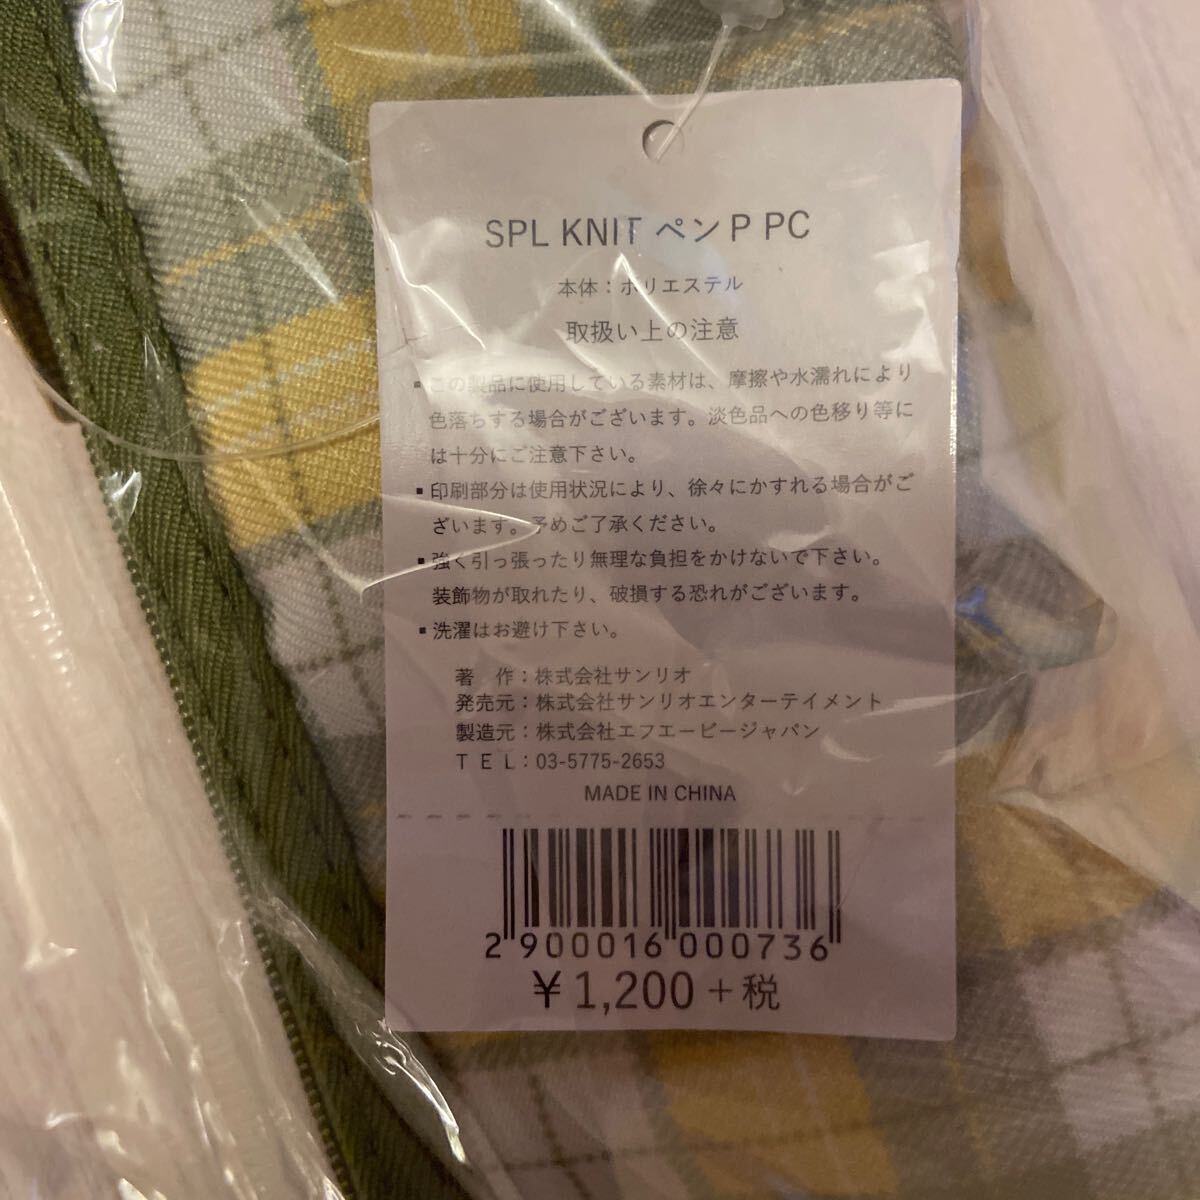 SPL KNIT ペンP PC
本体：ポリエステル
取扱い上の注意
▪この製品に使用している素材は、摩擦や水濡れにより
色落ちする場合がございます。淡色品への色移り等に
は十分にご注意下さい。
▪印刷部分は使用状況により、徐々にかすれる場合がご
ざいます。予めご了承ください。
▪強く引っ張ったり無理な負担をかけないで下さい。
装飾物が取れたり、破損する恐れがございます。
▪洗濯はお避け下さい。
著　作：株式会社サンリオ
発売元：株式会社サンリオエンターテイメント
製造元：株式会社エフエービージャパン
ＴＥＬ：03-5775-2653
MADE IN CHINA
2 900016 000736
￥1,200＋税